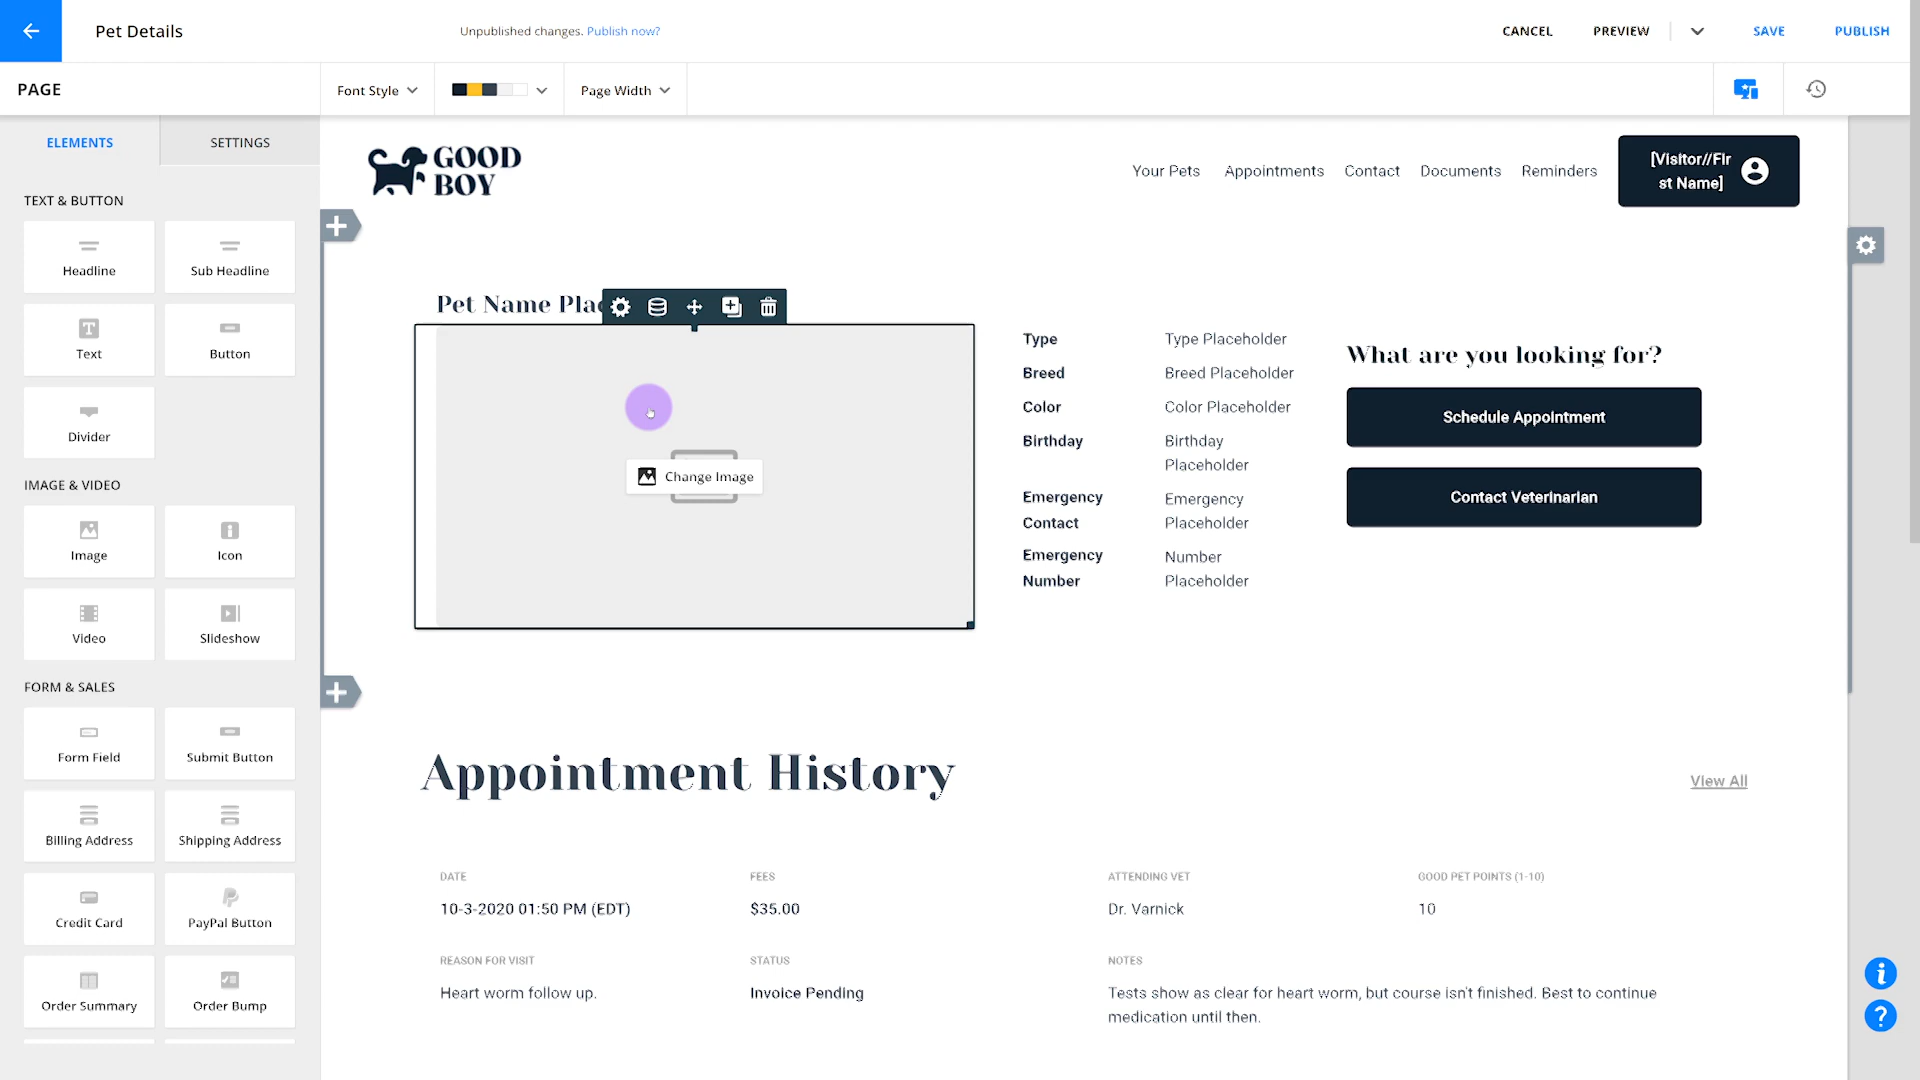 Pet Details
Unpublished changes. Publish now?
CANCEL
PREVIEW
SAVE
PUBLISH
PAGE
Font Style
Page Width
ELEMENTS
SETTINGS
TEXT & BUTTON
Headline
Sub Headline
Text
Button
Divider
IMAGE & VIDEO
Image
Icon
Video
Slideshow
FORM & SALES
Form Field
Submit Button
Billing Address
Shipping Address
Credit Card
PayPal Button
Order Summary
Order Bump
GOOD
BOY
Your Pets
Appointments
Contact
Documents
Reminders
[Visitor//Fir
st Name]
Pet Name Plac
Change Image
Type
Type Placeholder
Breed
Breed Placeholder
Color
Color Placeholder
Birthday
Birthday
Placeholder
Emergency
Contact
Emergency
Placeholder
Emergency
Number
Number
Placeholder
What are you looking for?
Schedule Appointment
Contact Veterinarian
Appointment History
View All
DATE
10-3-2020 01:50 PM (EDT)
FEES
$35.00
ATTENDING VET
Dr. Varnick
GOOD PET POINTS (1-10)
10
REASON FOR VISIT
Heart worm follow up.
STATUS
Invoice Pending
NOTES
Tests show as clear for heart worm, but course isn't finished. Best to continue
medication until then.